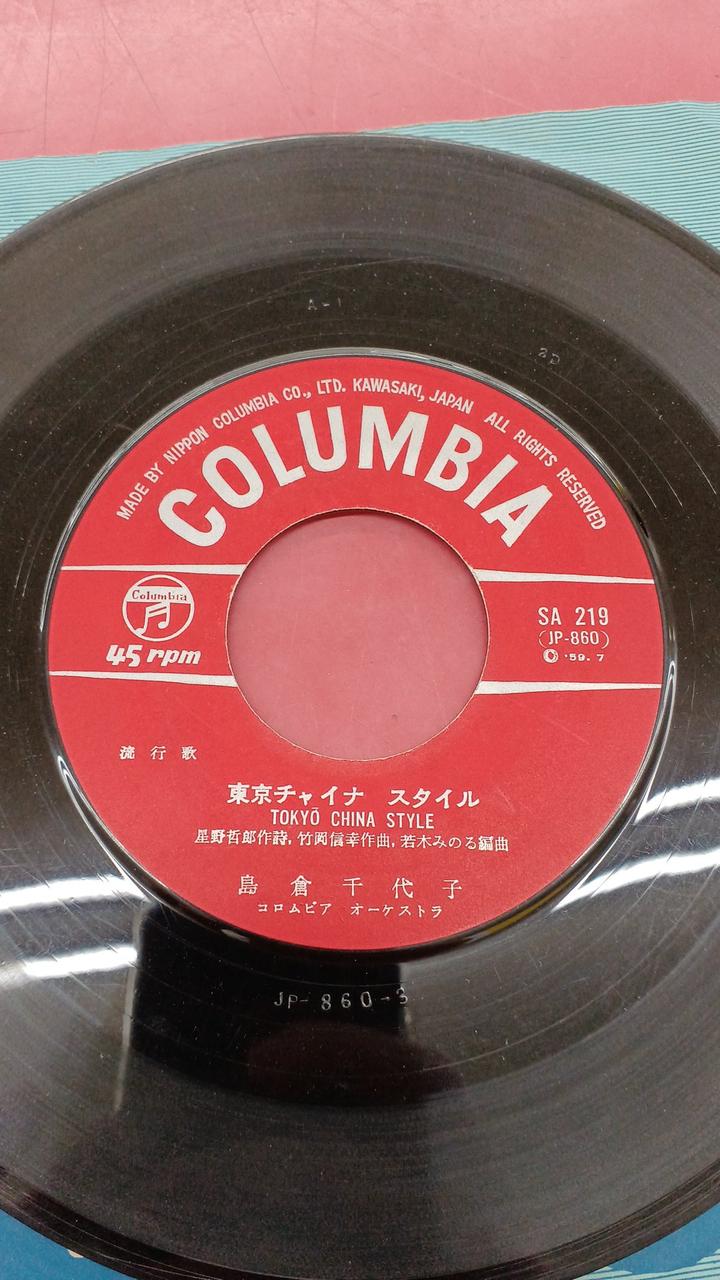 A-1
2D
MADE BY NIPPON COLUMBIA CO., LTD. KAWASAKI, JAPAN ALL RIGHTS RESERVED
COLUMBIA
Columbia
45 rpm
SA 219
(JP-860)
Ⓟ '59. 7
流行歌
東京チャイナ スタイル
TOKYŌ CHINA STYLE
星野哲郎作詩, 竹岡信幸作曲, 若木みのる編曲
島倉千代子
コロムビア オーケストラ
JP-860-3